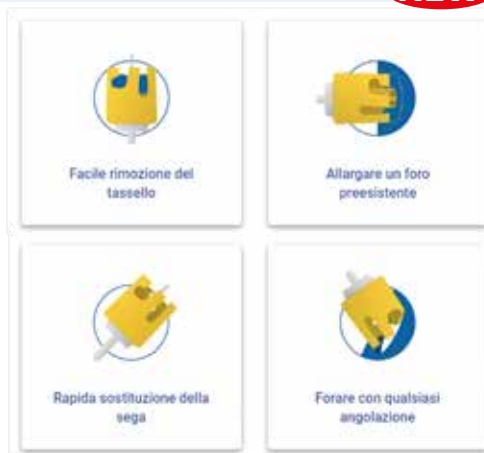 Facile rimozione del
tassello
Allargare un foro
preesistente
Rapida sostituzione della
sega
Forare con qualsiasi
angolazione